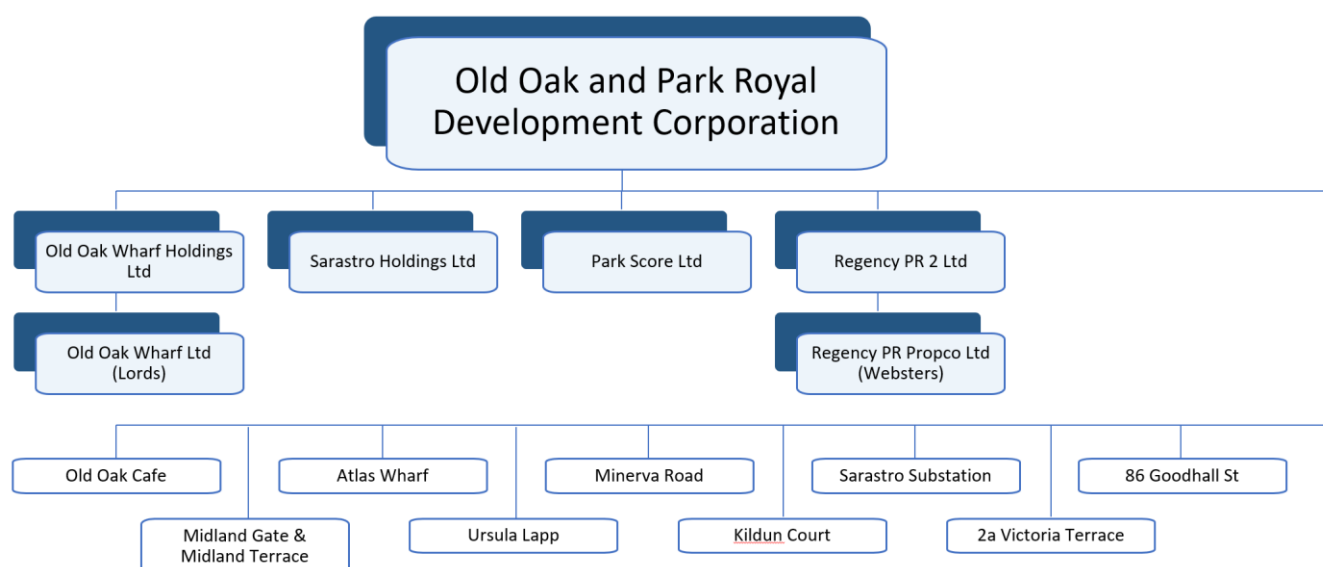 Old Oak and Park Royal
Development Corporation
Old Oak Wharf Holdings
Ltd
Sarastro Holdings Ltd
Park Score Ltd
Regency PR 2 Ltd
Old Oak Wharf Ltd
(Lords)
Regency PR Propco Ltd
(Websters)
Old Oak Cafe
Atlas Wharf
Minerva Road
Sarastro Substation
86 Goodhall St
Midland Gate &
Midland Terrace
Ursula Lapp
Kildun Court
2a Victoria Terrace